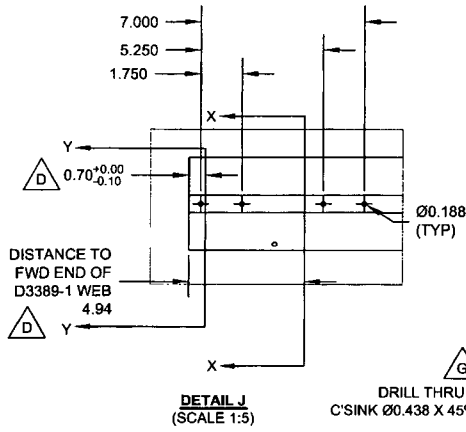 7.000
5.250
1.750
X
Y
D
0.70 +0.00 -0.10
Ø0.188
(TYP)
DISTANCE TO
FWD END OF
D3389-1 WEB
4.94
D
Y
X
DETAIL J
(SCALE 1:5)
G
DRILL THRU
C'SINK Ø0.438 X 45°